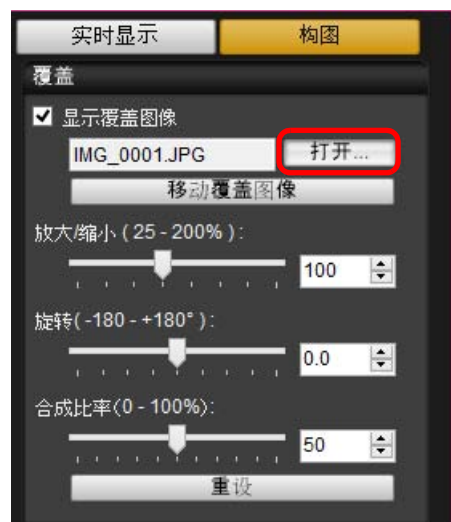 实时显示 构图
覆盖
显示覆盖图像
IMG_0001.JPG 打开...
移动覆盖图像
放大/缩小 ( 25 - 200% ) :
100
旋转( -180 - +180° ) :
0.0
合成比率(0 - 100%):
50
重设